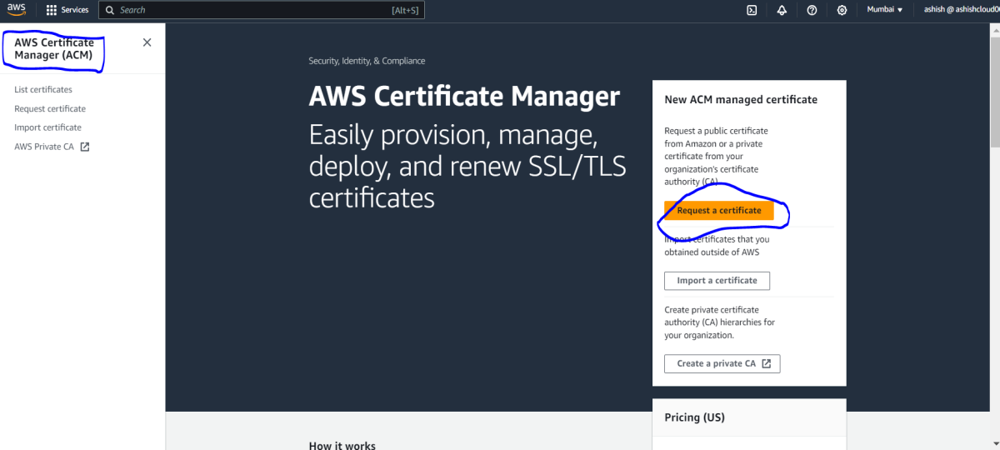 aws
Services
Search
[Alt+S]
Mumbai
ashish @ ashishcloud0
AWS Certificate
Manager (ACM)
List certificates
Request certificate
Import certificate
AWS Private CA
Security, Identity, & Compliance
AWS Certificate Manager
Easily provision, manage,
deploy, and renew SSL/TLS
certificates
New ACM managed certificate
Request a public certificate
from Amazon or a private
certificate from your
organization's certificate
authority (CA)
Request a certificate
Import certificates that you
obtained outside of AWS
Import a certificate
Create private certificate
authority (CA) hierarchies for
your organization.
Create a private CA
Pricing (US)
How it works